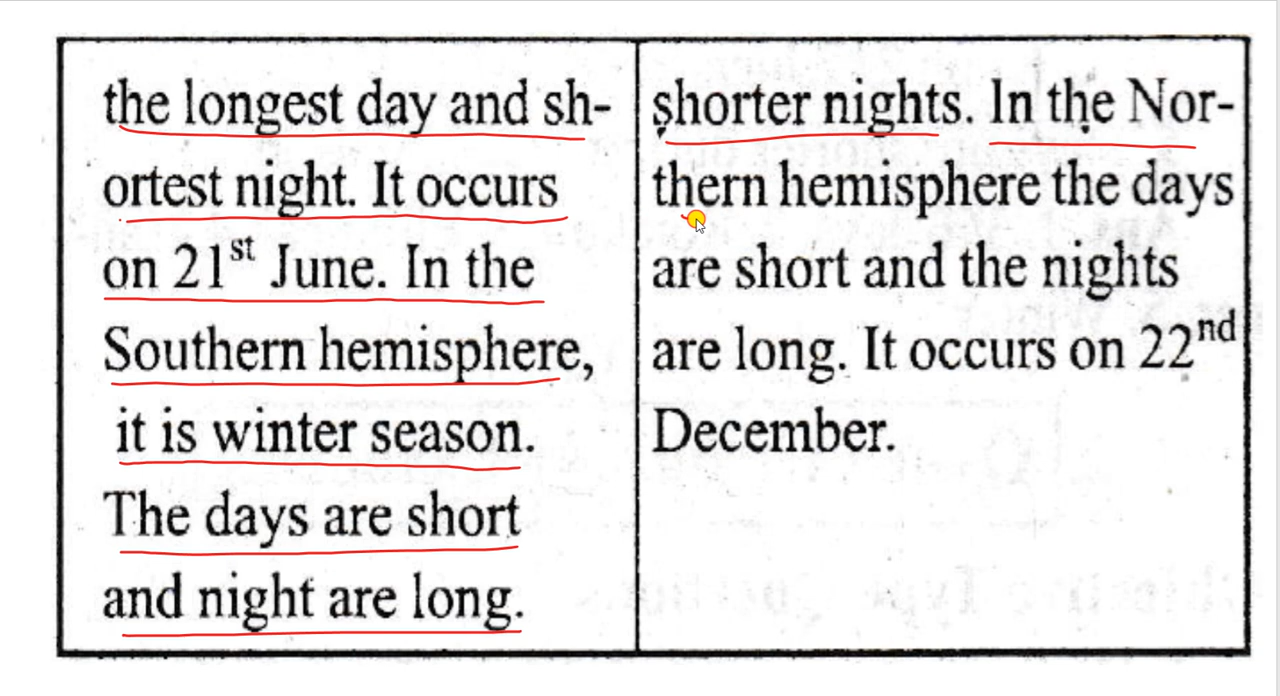 the longest day and sh-
ortest night. It occurs
on 21st June. In the
Southern hemisphere,
it is winter season.
The days are short
and night are long.
shorter nights. In the Nor-
thern hemisphere the days
are short and the nights
are long. It occurs on 22nd
December.